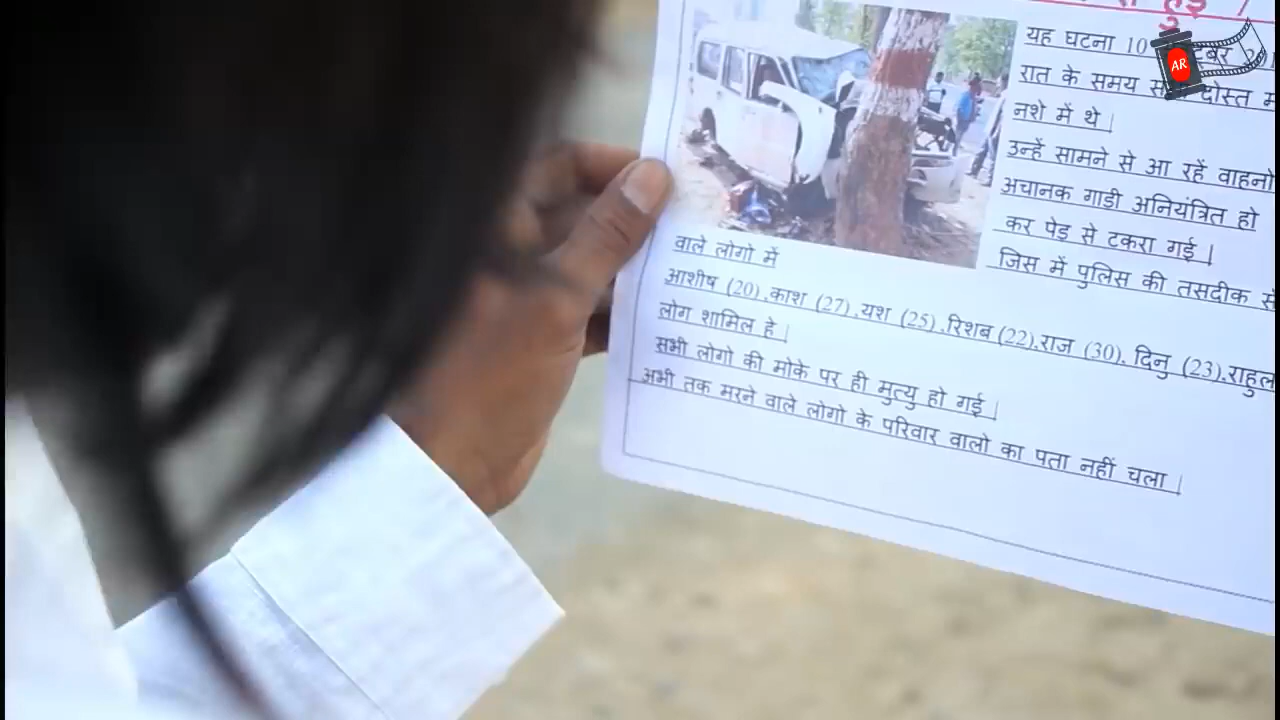 हुई
AR
यह घटना 10
रात के समय दोस्त
नशे में थे |
उन्हें सामने से आ रहें वाहनो
अचानक गाडी अनियंत्रित हो
कर पेड़ से टकरा गई |
जिस में पुलिस की तसदीक से
वाले लोगो में
आशीष (20),काश (27),यश (25),रिशब (22),राज (30), दिनु (23),राहुल
लोग शामिल हे |
सभी लोगो की मोके पर ही मुत्यु हो गई |
अभी तक मरने वाले लोगो के परिवार वालो का पता नहीं चला |